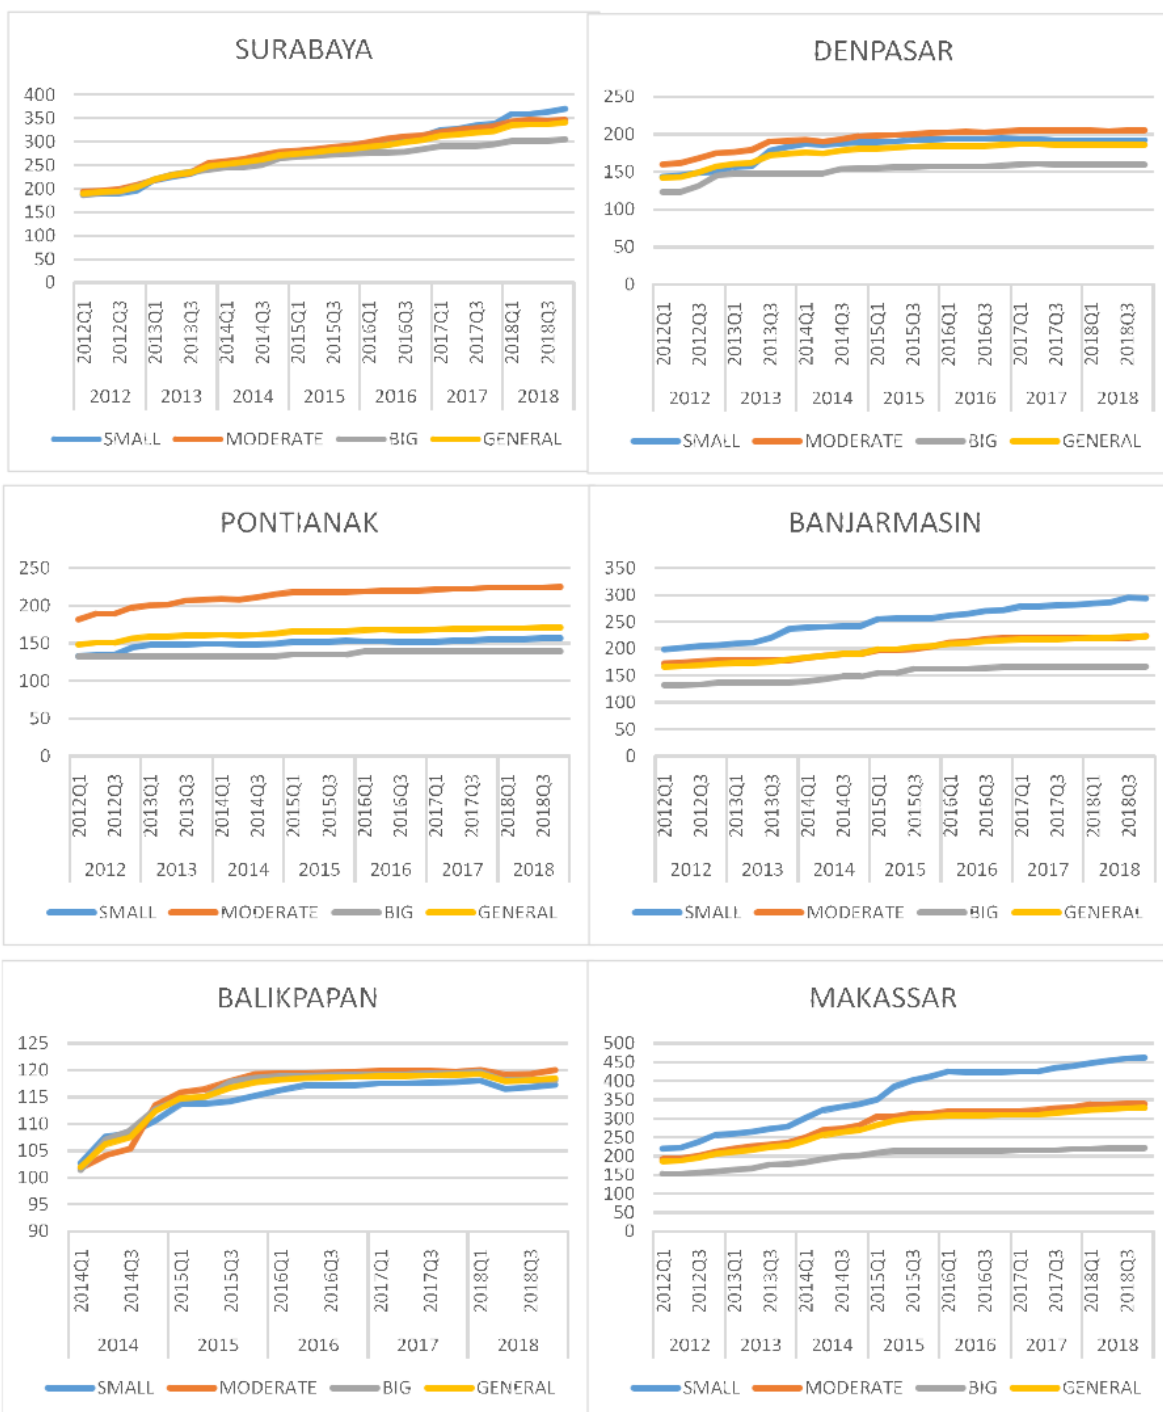 SURABAYA
400
350
300
250
200
150
100
50
0
2012Q1 2012Q3 2013Q1 2013Q3 2014Q1 2014Q3 2015Q1 2015Q3 2016Q1 2016Q3 2017Q1 2017Q3 2018Q1 2018Q3
2012 2013 2014 2015 2016 2017 2018
SMALL MODERATE BIG GENERAL
DENPASAR
250
200
150
100
50
0
2012Q1 2012Q3 2013Q1 2013Q3 2014Q1 2014Q3 2015Q1 2015Q3 2016Q1 2016Q3 2017Q1 2017Q3 2018Q1 2018Q3
2012 2013 2014 2015 2016 2017 2018
SMALL MODERATE BIG GENERAL
PONTIANAK
250
200
150
100
50
0
2012Q1 2012Q3 2013Q1 2013Q3 2014Q1 2014Q3 2015Q1 2015Q3 2016Q1 2016Q3 2017Q1 2017Q3 2018Q1 2018Q3
2012 2013 2014 2015 2016 2017 2018
SMALL MODERATE BIG GENERAL
BANJARMASIN
350
300
250
200
150
100
50
0
2012Q1 2012Q3 2013Q1 2013Q3 2014Q1 2014Q3 2015Q1 2015Q3 2016Q1 2016Q3 2017Q1 2017Q3 2018Q1 2018Q3
2012 2013 2014 2015 2016 2017 2018
SMALL MODERATE BIG GENERAL
BALIKPAPAN
125
120
115
110
105
100
95
90
2014Q1 2014Q3 2015Q1 2015Q3 2016Q1 2016Q3 2017Q1 2017Q3 2018Q1 2018Q3
2014 2015 2016 2017 2018
SMALL MODERATE BIG GENERAL
MAKASSAR
500
450
400
350
300
250
200
150
100
50
0
2012Q1 2012Q3 2013Q1 2013Q3 2014Q1 2014Q3 2015Q1 2015Q3 2016Q1 2016Q3 2017Q1 2017Q3 2018Q1 2018Q3
2012 2013 2014 2015 2016 2017 2018
SMALL MODERATE BIG GENERAL